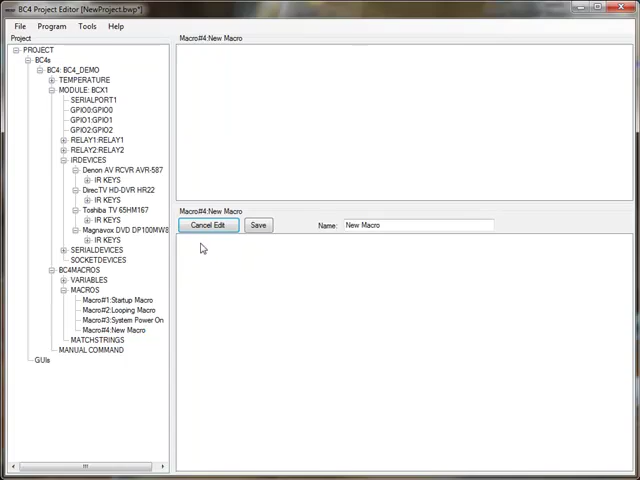 BC4 Project Editor [NewProject.bwp*]
File Program Tools Help
Project
Macro#4:New Macro
PROJECT
BC4s
BC4: BC4_DEMO
TEMPERATURE
MODULE: BCX1
SERIALPORT1
GPIO0:GPIO0
GPIO1:GPIO1
GPIO2:GPIO2
RELAY1:RELAY1
RELAY2:RELAY2
IRDEVICES
Denon AV RCVR AVR-587
IR KEYS
DirecTV HD-DVR HR22
IR KEYS
Toshiba TV 65HM167
IR KEYS
Magnavox DVD DP100MW8
IR KEYS
SERIALDEVICES
SOCKETDEVICES
BC4MACROS
VARIABLES
MACROS
Macro#1:Startup Macro
Macro#2:Looping Macro
Macro#3:System Power On
Macro#4:New Macro
MATCHSTRINGS
MANUAL COMMAND
GUIs
Macro#4:New Macro
Cancel Edit Save Name: New Macro